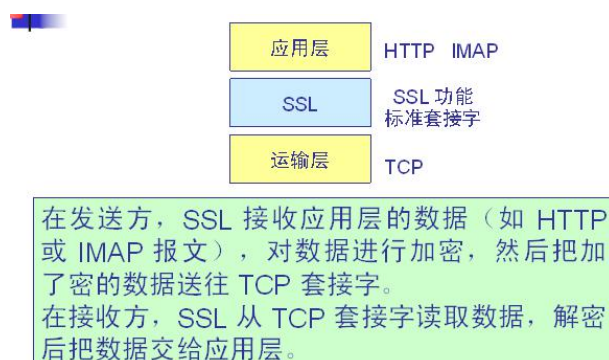 应用层
HTTP IMAP
SSL
SSL 功能
标准套接字
运输层
TCP
在发送方，SSL 接收应用层的数据（如 HTTP
或 IMAP 报文），对数据进行加密，然后把加
了密的数据送往 TCP 套接字。
在接收方，SSL 从 TCP 套接字读取数据，解密
后把数据交给应用层。